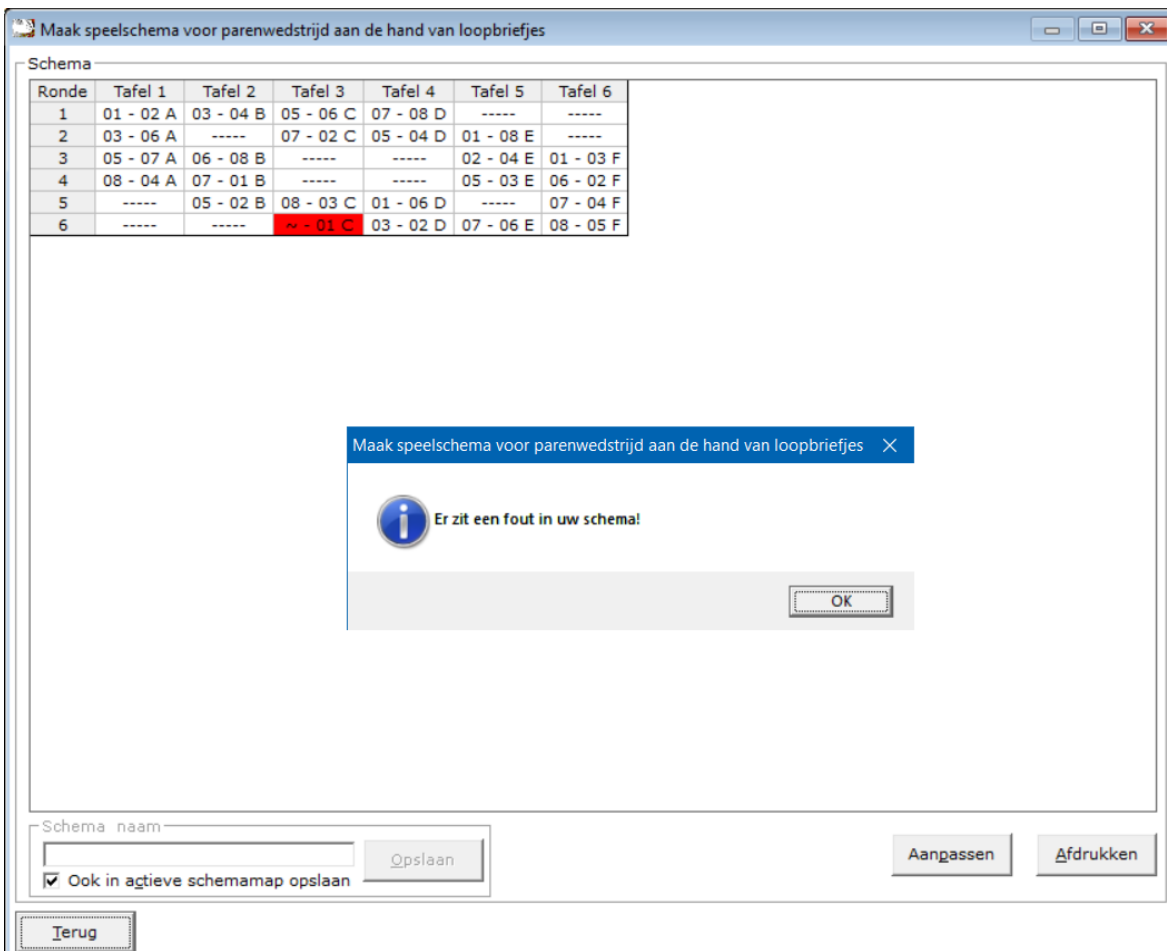 Maak speelschema voor parenwedstrijd aan de hand van loopbriefjes
Schema
Ronde Tafel 1 Tafel 2 Tafel 3 Tafel 4 Tafel 5 Tafel 6
1 01 - 02 A 03 - 04 B 05 - 06 C 07 - 08 D ----- -----
2 03 - 06 A ----- 07 - 02 C 05 - 04 D 01 - 08 E -----
3 05 - 07 A 06 - 08 B ----- ----- 02 - 04 E 01 - 03 F
4 08 - 04 A 07 - 01 B ----- ----- 05 - 03 E 06 - 02 F
5 ----- 05 - 02 B 08 - 03 C 01 - 06 D ----- 07 - 04 F
6 ----- ----- ~ - 01 C 03 - 02 D 07 - 06 E 08 - 05 F
Maak speelschema voor parenwedstrijd aan de hand van loopbriefjes
Er zit een fout in uw schema!
OK
Schema naam
Opslaan
Ook in actieve schemamap opslaan
Aanpassen
Afdrukken
Terug